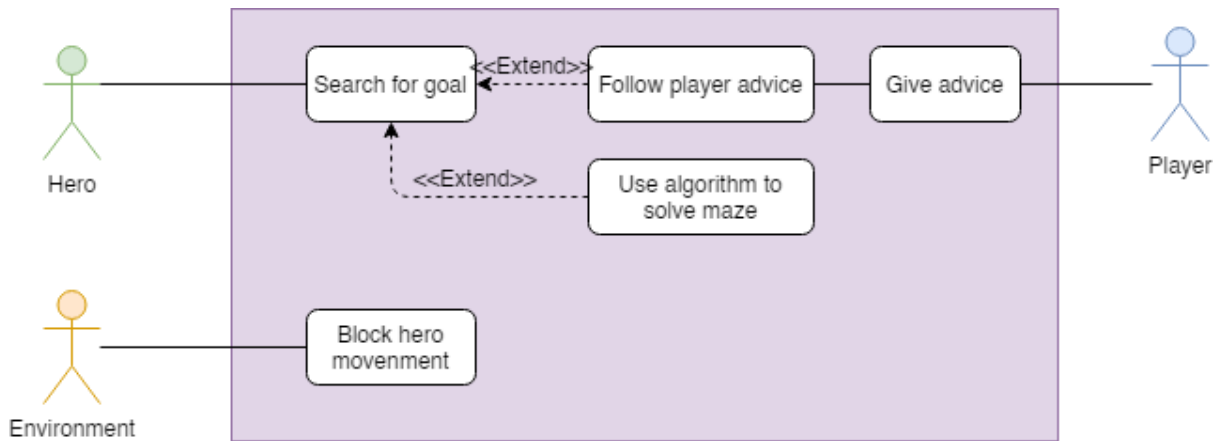 Search for goal
<<Extend>>
Follow player advice
Give advice
Hero
Player
<<Extend>>
Use algorithm to
solve maze
Block hero
movenment
Environment